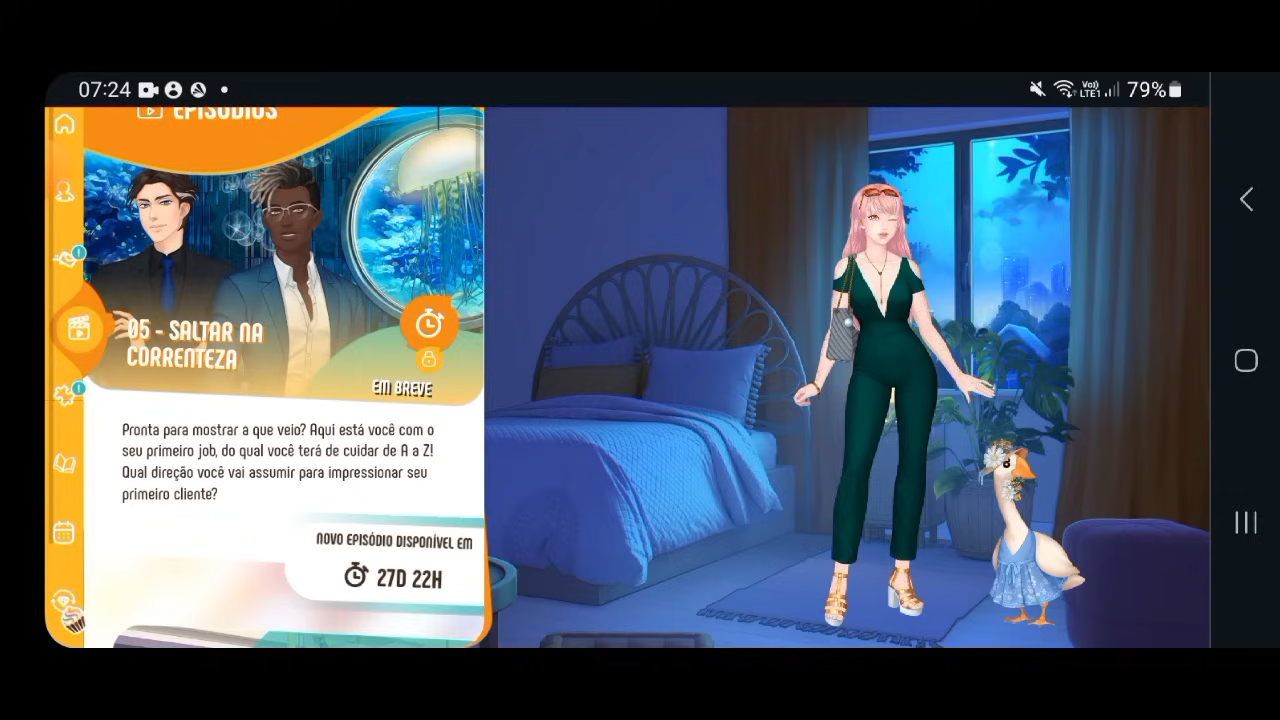 07:24
Vo))
LTE1
79%
EPISÓDIOS
05 - SALTAR NA
CORRENTEZA
EM BREVE
Pronta para mostrar a que veio? Aqui está você com o
seu primeiro job, do qual você terá de cuidar de A a Z!
Qual direção você vai assumir para impressionar seu
primeiro cliente?
NOVO EPISÓDIO DISPONÍVEL EM
27D 22H